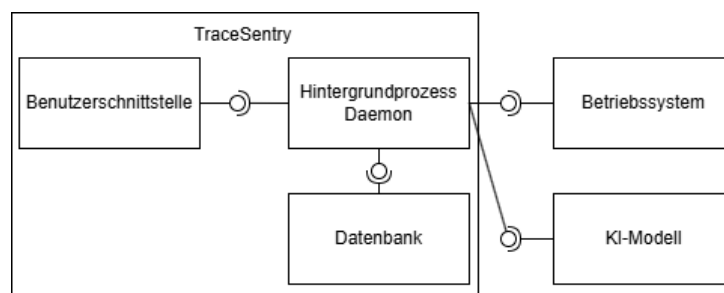 TraceSentry
Benutzerschnittstelle
Hintergrundprozess
Daemon
Betriebssystem
Datenbank
KI-Modell